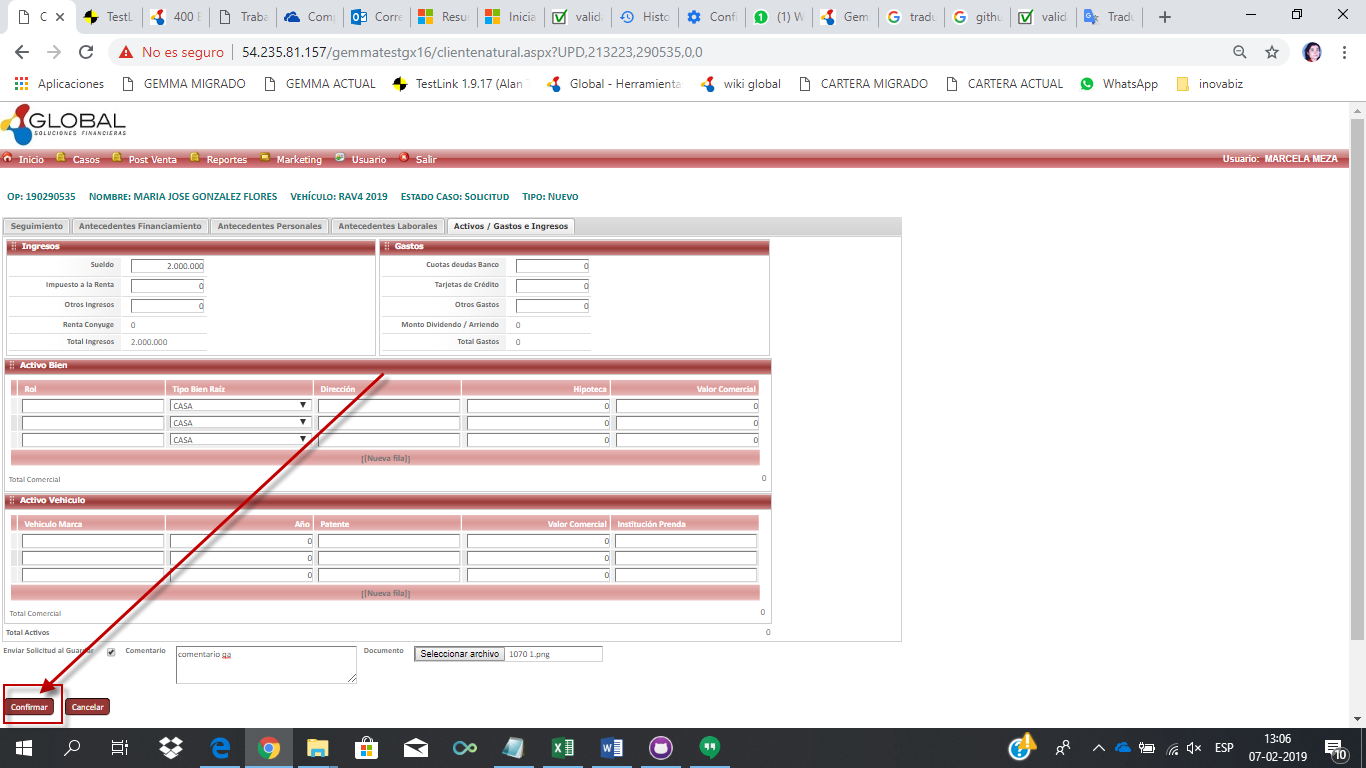 C
TestL
400 E
Traba
Com
Corre
Resu
Inicia
valida
Histo
Confi
(1) W
Gem
tradu
githu
valid
Tradu
No es seguro
54.235.81.157/gemmatestgx16/clientenatural.aspx?UPD,213223,290535,0,0
Aplicaciones
GEMMA MIGRADO
GEMMA ACTUAL
TestLink 1.9.17 (Alan
Global - Herramienta
wiki global
CARTERA MIGRADO
CARTERA ACTUAL
WhatsApp
inovabiz
GLOBAL
SOLUCIONES FINANCIERAS
Inicio Casos Post Venta Reportes Marketing Usuario Salir
Usuario: MARCELA MEZA
OP: 190290535 NOMBRE: MARIA JOSE GONZALEZ FLORES VEHÍCULO: RAV4 2019 ESTADO CASO: SOLICITUD TIPO: NUEVO
Seguimiento Antecedentes Financiamiento Antecedentes Personales Antecedentes Laborales Activos / Gastos e Ingresos
Ingresos
Sueldo 2.000.000
Impuesto a la Renta 0
Otros Ingresos 0
Renta Conyuge 0
Total Ingresos 2.000.000
Gastos
Cuotas deudas Banco 0
Tarjetas de Crédito 0
Otros Gastos 0
Monto Dividendo / Arriendo 0
Total Gastos 0
Activo Bien
Rol Tipo Bien Raíz Dirección Hipoteca Valor Comercial
CASA 0 0
CASA 0 0
CASA 0 0
[[Nueva fila]]
Total Comercial 0
Activo Vehiculo
Vehiculo Marca Año Patente Valor Comercial Institución Prenda
0 0
0 0
0 0
[[Nueva fila]]
Total Comercial 0
Total Activos 0
Enviar Solicitud al Guardar Comentario comentario qa Documento Seleccionar archivo 1070 1.png
Confirmar Cancelar
ESP
13:06
07-02-2019
10